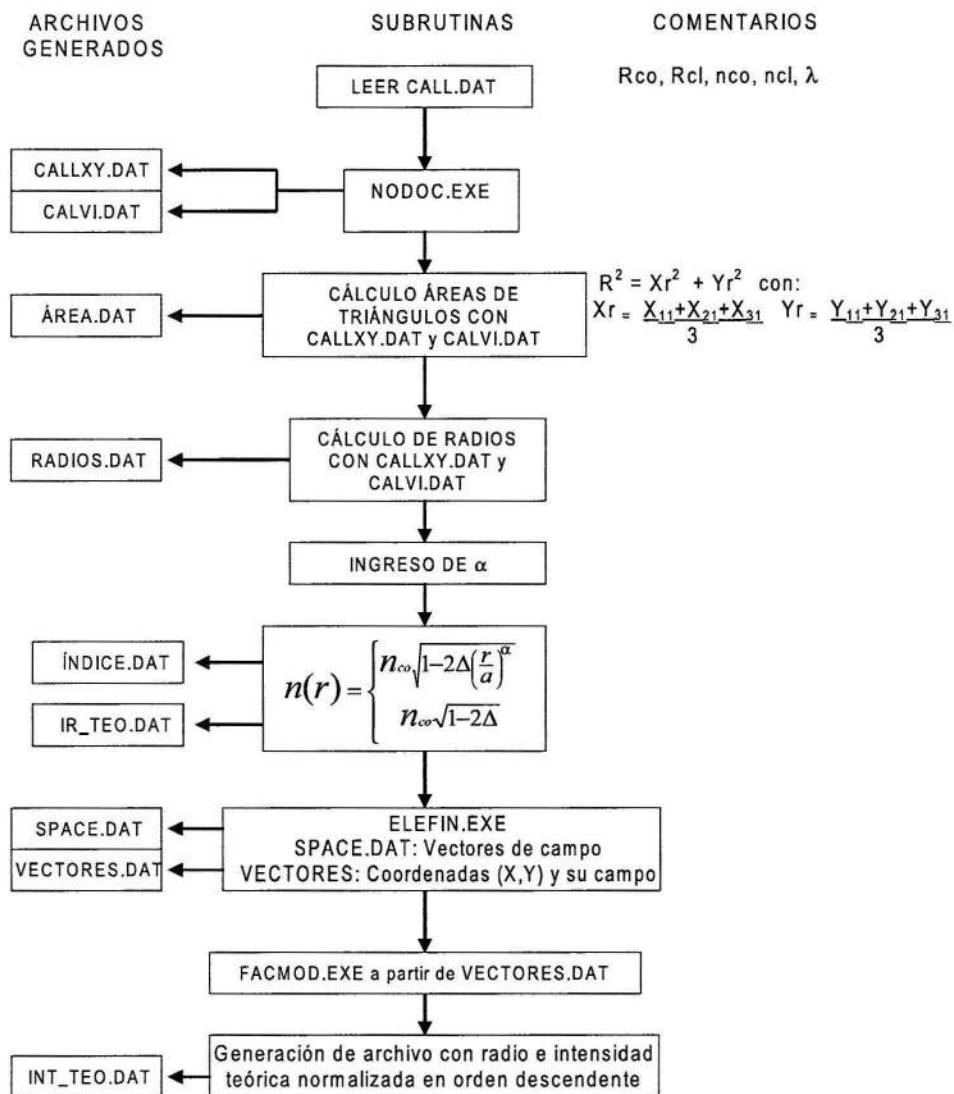 ARCHIVOS
GENERADOS
SUBRUTINAS
COMENTARIOS
LEER CALL.DAT
Rco, Rcl, nco, ncl, λ
CALLXY.DAT
CALVI.DAT
NODOC.EXE
ÁREA.DAT
CÁLCULO ÁREAS DE
TRIÁNGULOS CON
CALLXY.DAT y CALVI.DAT
R² = Xr² + Yr² con:
Xr = X₁₁+X₂₁+X₃₁ Yr = Y₁₁+Y₂₁+Y₃₁
3 3
RADIOS.DAT
CÁLCULO DE RADIOS
CON CALLXY.DAT y
CALVI.DAT
INGRESO DE α
ÍNDICE.DAT
IR_TEO.DAT
n(r) = { n_co √(1–2Δ(r/a)^α)
n_co √(1–2Δ)
SPACE.DAT
VECTORES.DAT
ELEFIN.EXE
SPACE.DAT: Vectores de campo
VECTORES: Coordenadas (X,Y) y su campo
FACMOD.EXE a partir de VECTORES.DAT
INT_TEO.DAT
Generación de archivo con radio e intensidad
teórica normalizada en orden descendente